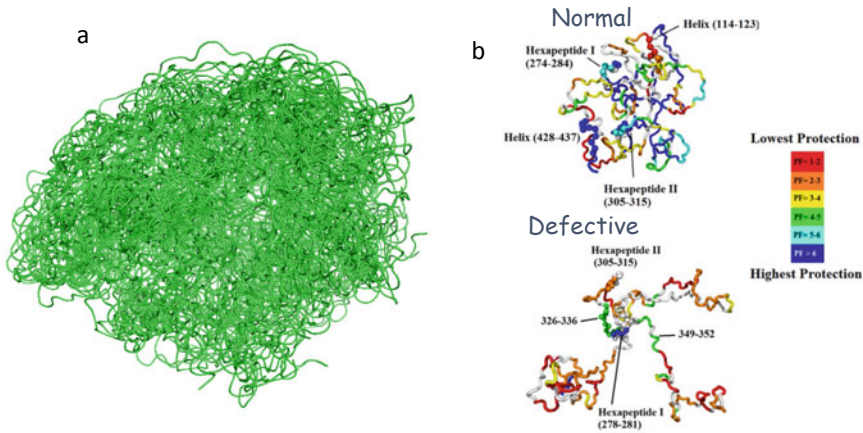 a
b
Normal
Helix (114-123)
Hexapeptide I
(274-284)
Helix (428-437)
Hexapeptide II
(305-315)
Defective
Hexapeptide II
(305-315)
326-336
349-352
Hexapeptide I
(278-281)
Lowest Protection
PF= 1-2
PF= 2-3
PF= 3-4
PF= 4-5
PF= 5-6
PF > 6
Highest Protection